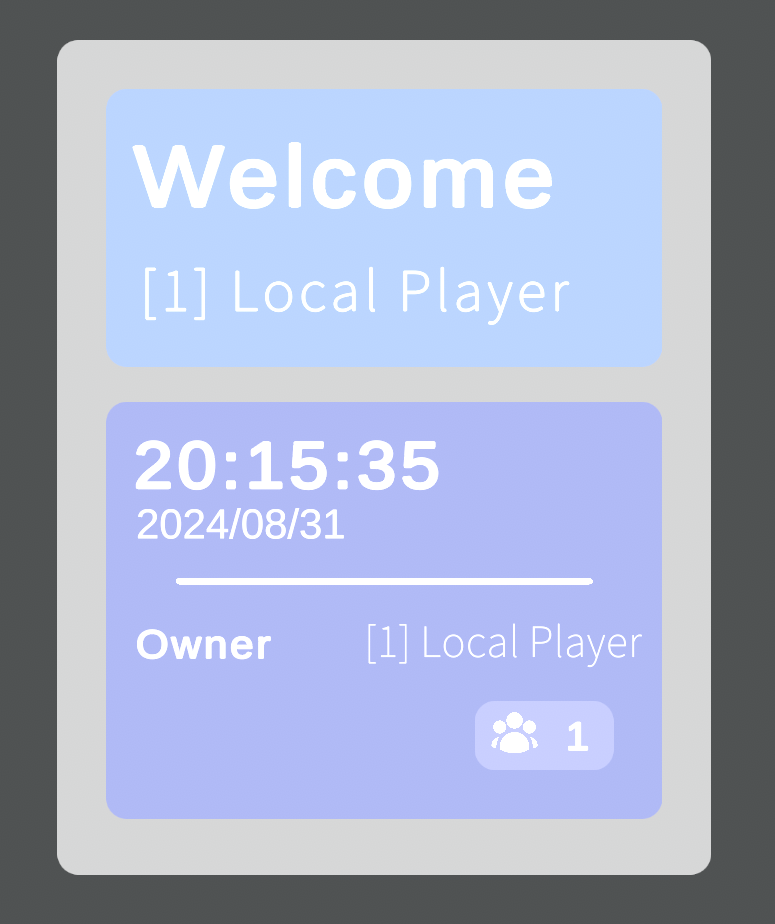 Welcome
[1] Local Player
20:15:35
2024/08/31
Owner [1] Local Player
1